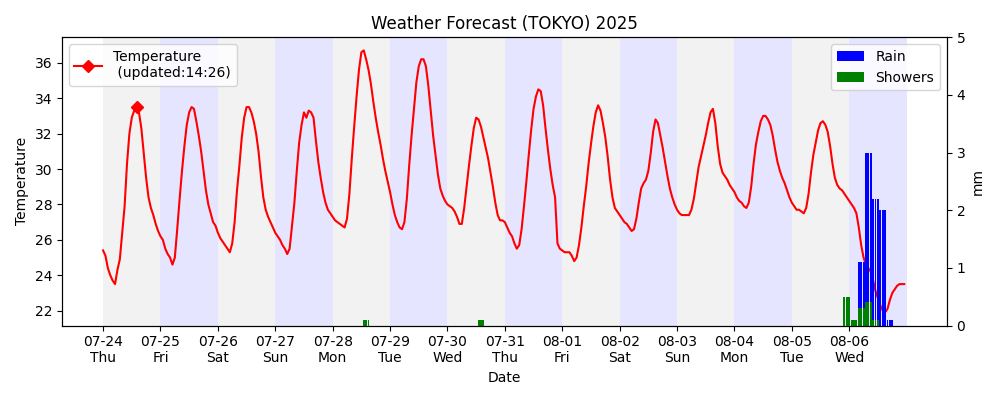 Weather Forecast (TOKYO) 2025
Temperature
(updated:14:26)
Rain
Showers
Temperature
36
34
32
30
28
26
24
22
5
4
3
2
1
0
mm
07-24 07-25 07-26 07-27 07-28 07-29 07-30 07-31 08-01 08-02 08-03 08-04 08-05 08-06
Thu Fri Sat Sun Mon Tue Wed Thu Fri Sat Sun Mon Tue Wed
Date